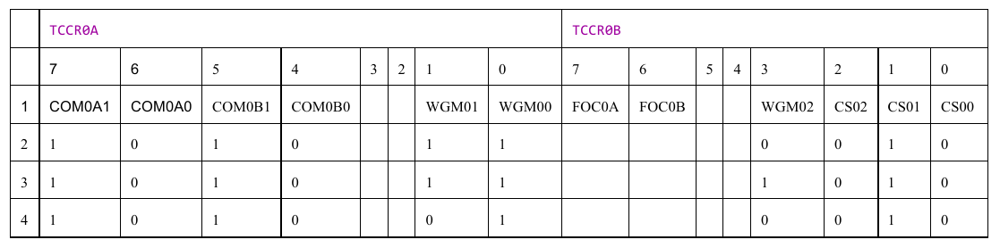 TCCR0A TCCR0B
7 6 5 4 3 2 1 0 7 6 5 4 3 2 1 0
1 COM0A1 COM0A0 COM0B1 COM0B0 WGM01 WGM00 FOC0A FOC0B WGM02 CS02 CS01 CS00
2 1 0 1 0 1 1 0 0 1 0
3 1 0 1 0 1 1 1 0 1 0
4 1 0 1 0 0 1 0 0 1 0